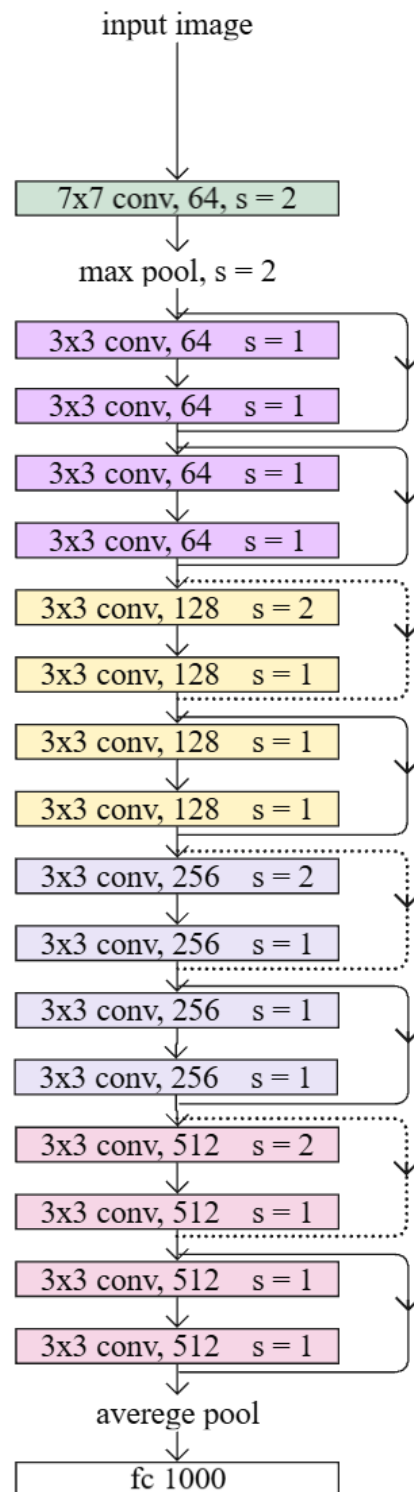 input image
7x7 conv, 64, s = 2
max pool, s = 2
3x3 conv, 64 s = 1
3x3 conv, 64 s = 1
3x3 conv, 64 s = 1
3x3 conv, 64 s = 1
3x3 conv, 128 s = 2
3x3 conv, 128 s = 1
3x3 conv, 128 s = 1
3x3 conv, 128 s = 1
3x3 conv, 256 s = 2
3x3 conv, 256 s = 1
3x3 conv, 256 s = 1
3x3 conv, 256 s = 1
3x3 conv, 512 s = 2
3x3 conv, 512 s = 1
3x3 conv, 512 s = 1
3x3 conv, 512 s = 1
averege pool
fc 1000